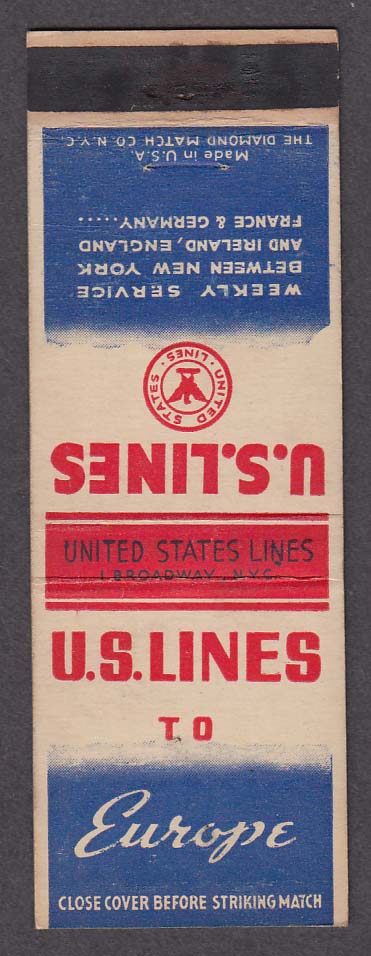 Made in U.S.A.
THE DIAMOND MATCH CO. N.Y.C.
WEEKLY SERVICE
BETWEEN NEW YORK
AND IRELAND, ENGLAND
FRANCE & GERMANY.....
UNITED STATES · LINES ·
U.S.LINES
UNITED STATES LINES
1 BROADWAY, N.Y.C.
U.S.LINES
TO
Europe
CLOSE COVER BEFORE STRIKING MATCH